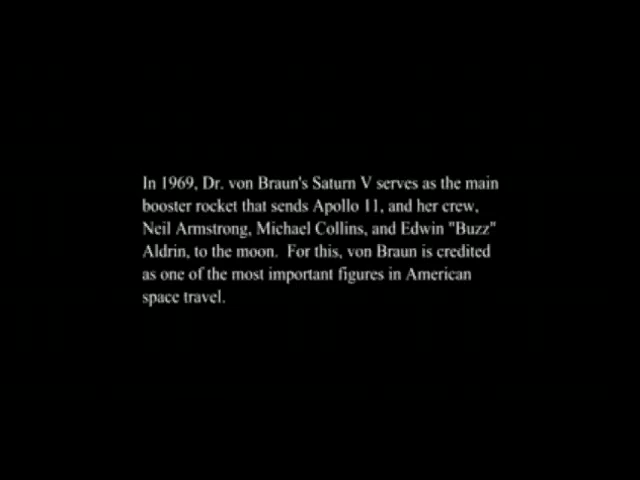 In 1969, Dr. von Braun's Saturn V serves as the main
booster rocket that sends Apollo 11, and her crew,
Neil Armstrong, Michael Collins, and Edwin "Buzz"
Aldrin, to the moon.  For this, von Braun is credited
as one of the most important figures in American
space travel.